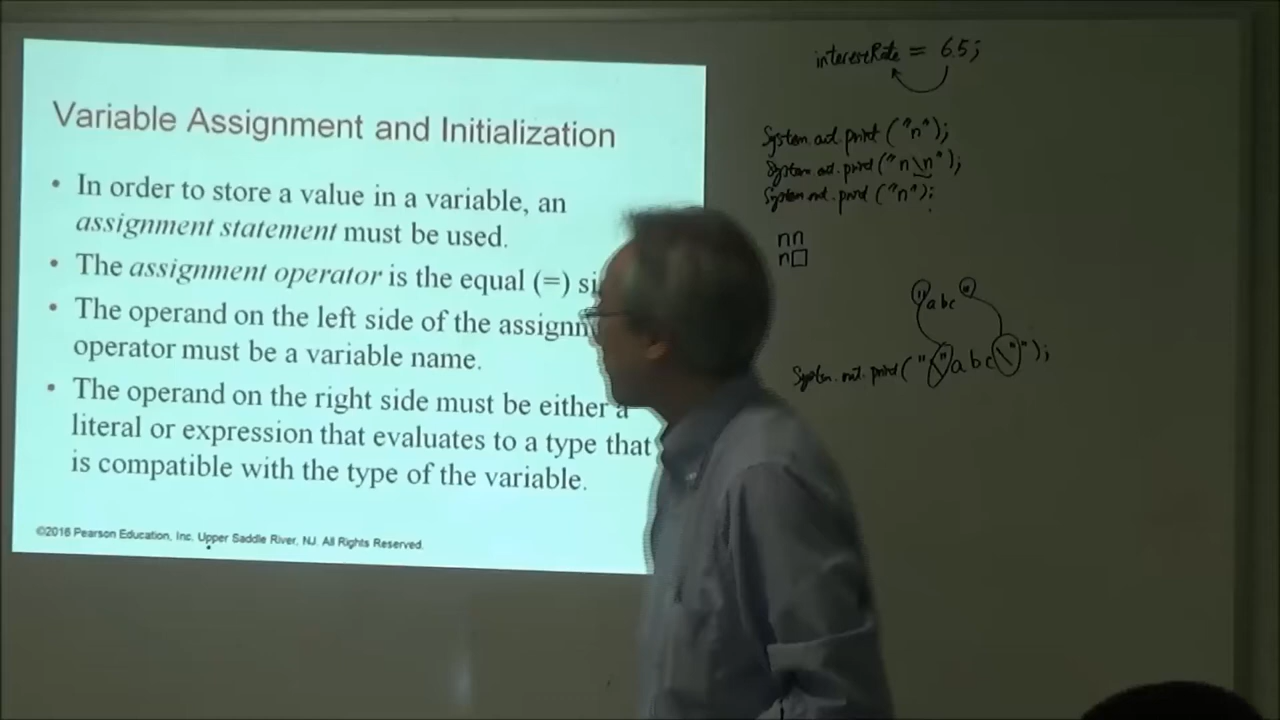 Variable Assignment and Initialization
• In order to store a value in a variable, an
assignment statement must be used.
• The assignment operator is the equal (=) si
• The operand on the left side of the assignm
operator must be a variable name.
• The operand on the right side must be either a
literal or expression that evaluates to a type that
is compatible with the type of the variable.
©2016 Pearson Education, Inc. Upper Saddle River, NJ. All Rights Reserved.
interestRate = 6.5;
System.out.print ("n");
System.out.print ("n\n");
System.out.print ("n");
nn
n
"abc"
System.out.print ("\"abc\"");